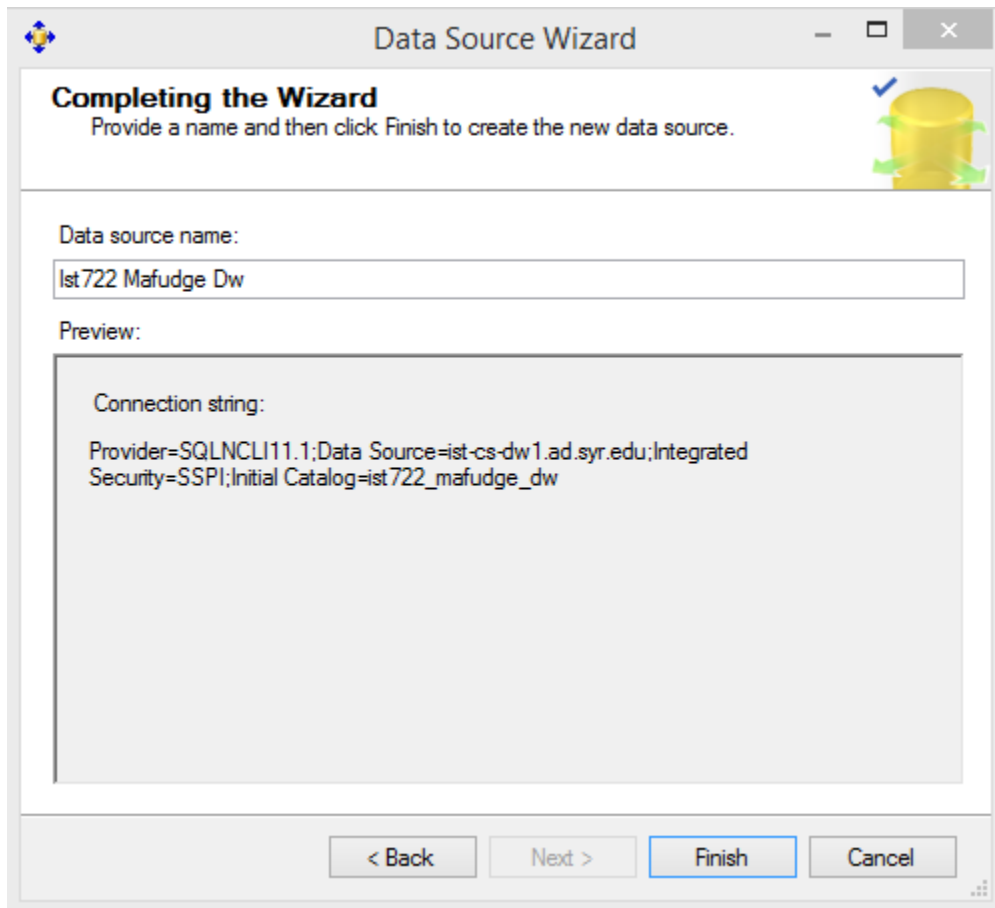 Data Source Wizard
Completing the Wizard
Provide a name and then click Finish to create the new data source.
Data source name:
Ist722 Mafudge Dw
Preview:
Connection string:
Provider=SQLNCLI11.1;Data Source=ist-cs-dw1.ad.syr.edu;Integrated
Security=SSPI;Initial Catalog=ist722_mafudge_dw
< Back
Next >
Finish
Cancel